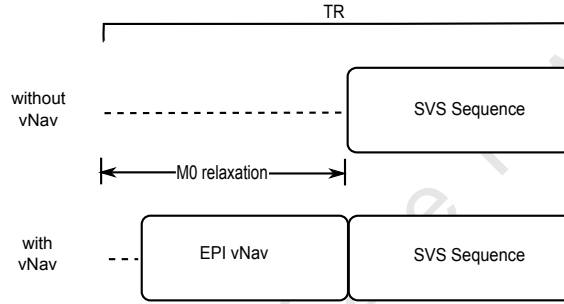 TR
without
vNav
SVS Sequence
M0 relaxation
with
vNav
EPI vNav
SVS Sequence